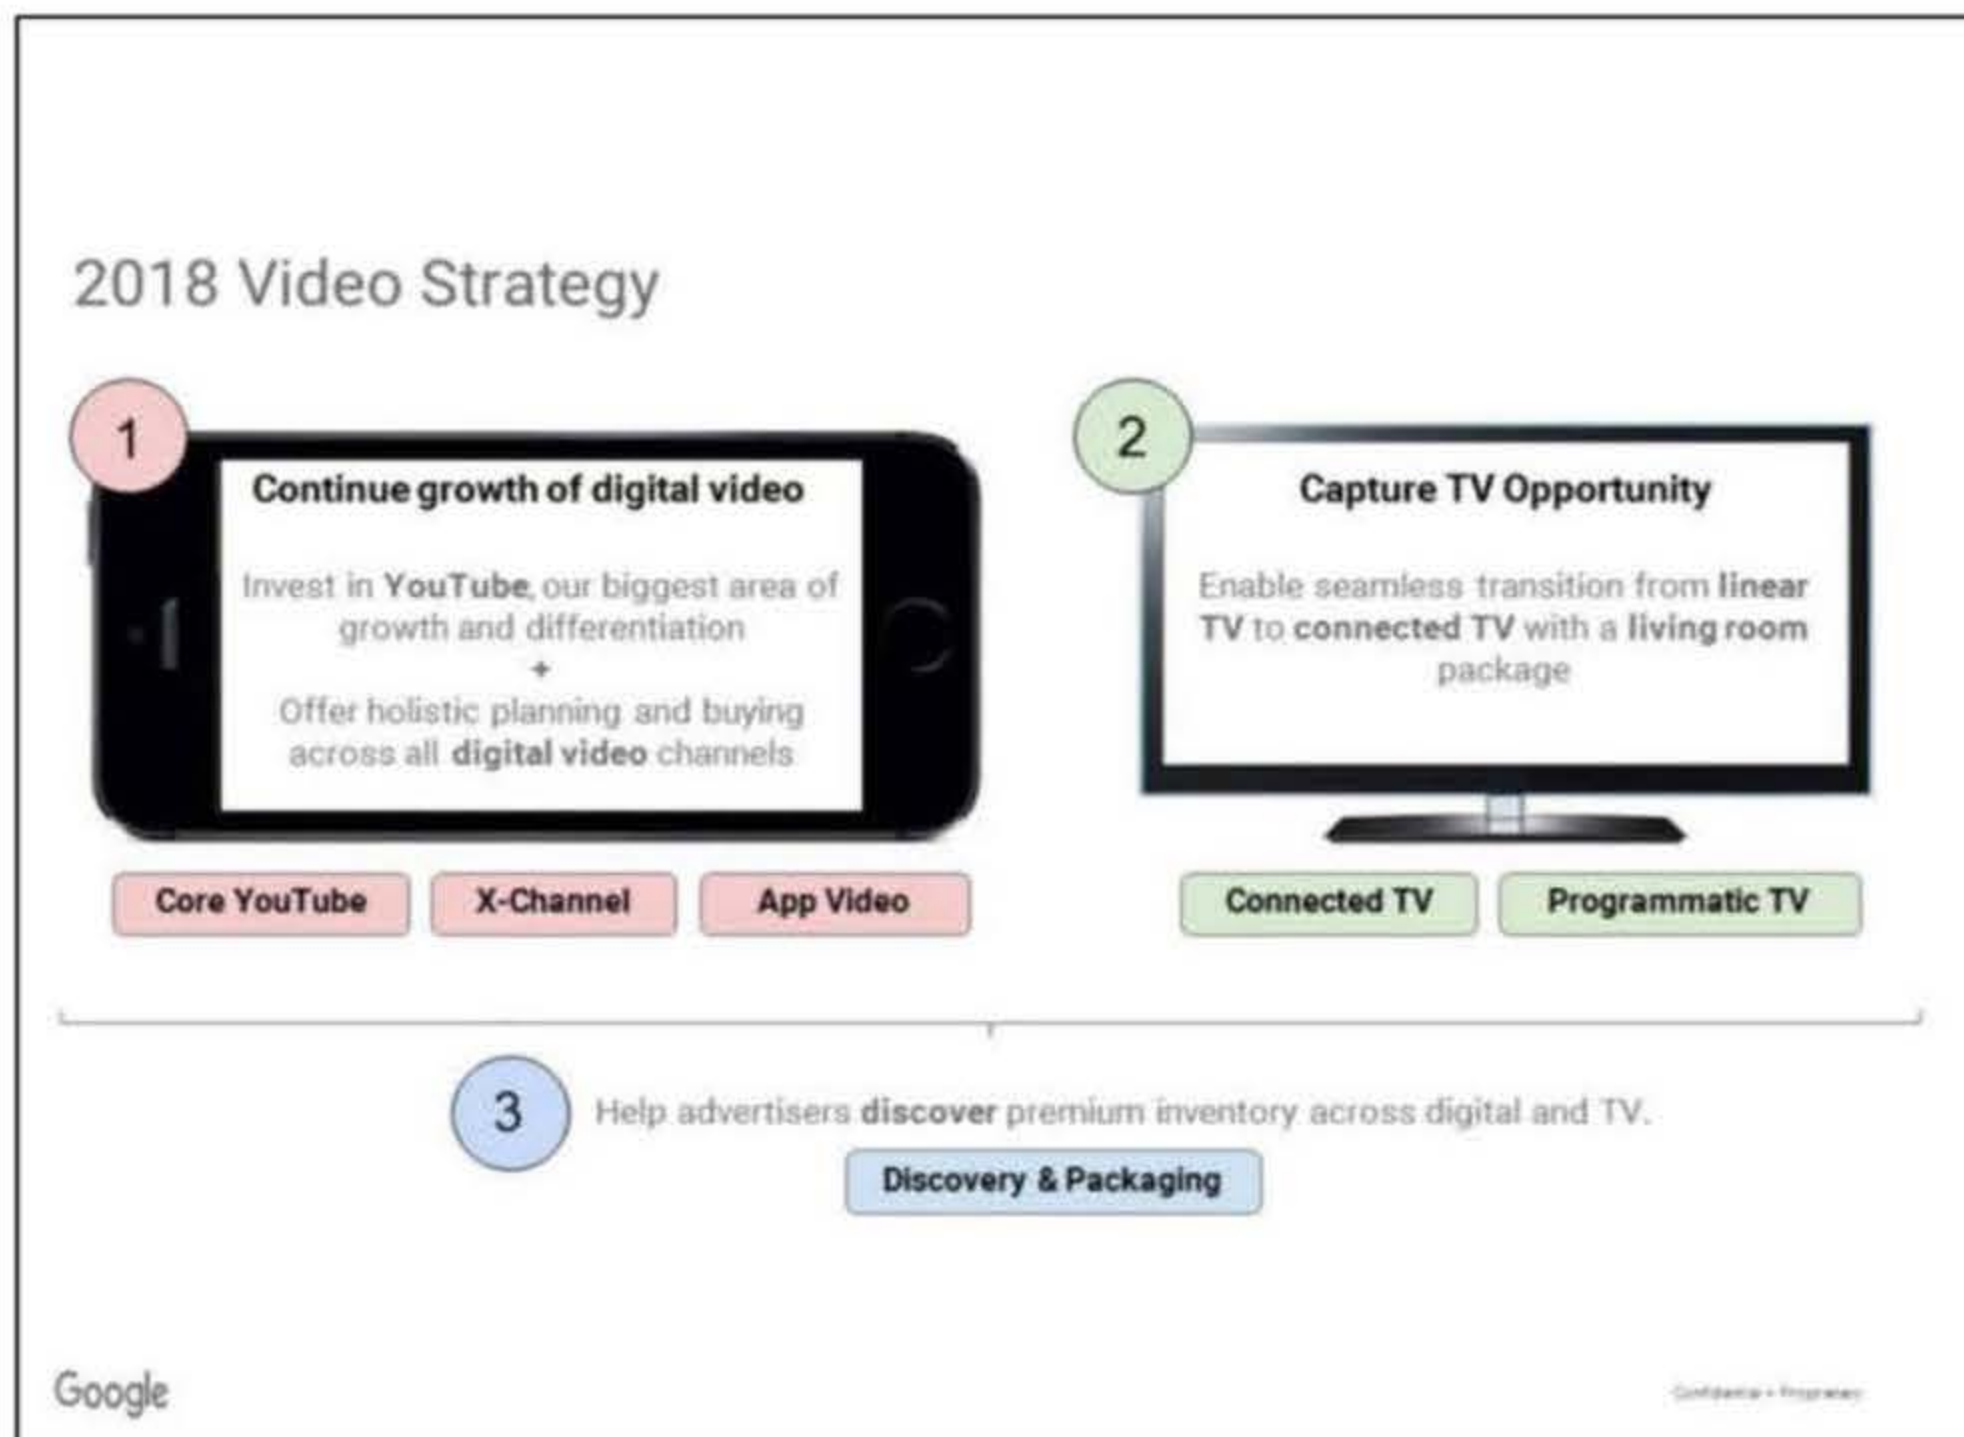 2018 Video Strategy
1
Continue growth of digital video
Invest in YouTube, our biggest area of
growth and differentiation
+
Offer holistic planning and buying
across all digital video channels
Core YouTube
X-Channel
App Video
2
Capture TV Opportunity
Enable seamless transition from linear
TV to connected TV with a living room
package
Connected TV
Programmatic TV
3
Help advertisers discover premium inventory across digital and TV.
Discovery & Packaging
Google
Confidential + Proprietary